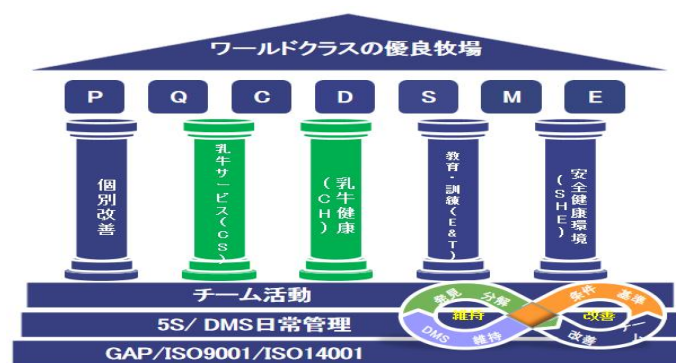 ワールドクラスの優良牧場
P Q C D S M E
個別改善
乳牛サービス(CS)
乳牛健康
(CH)
教育・訓練(E&T)
安全健康環境
(SHE)
チーム活動
5S/ DMS日常管理
GAP/ISO9001/ISO14001
発見 分解
維持
DMS 維持
条件 基準
改善
改善 チーム